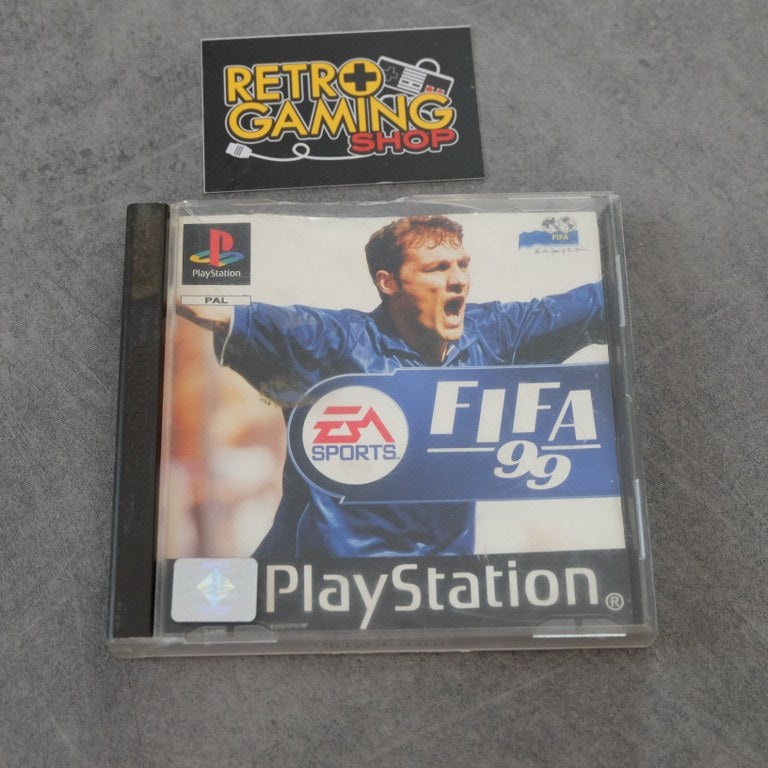 RETRO
GAMING
SHOP
PlayStation
PAL
FIFA
EA
SPORTS
FIFA
99
PlayStation®